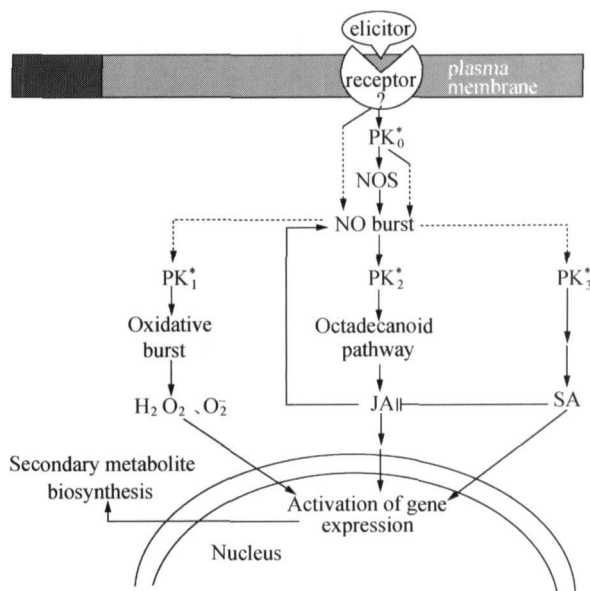 elicitor
receptor
?
plasma
membrane
PK*0
NOS
NO burst
PK*1
PK*2
PK*3
Oxidative
burst
Octadecanoid
pathway
H2O2、O2-
JA
SA
Secondary metabolite
biosynthesis
Activation of gene
expression
Nucleus